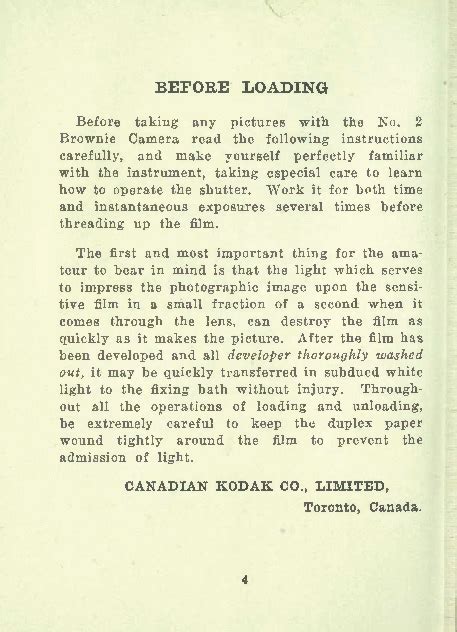 BEFORE LOADING
Before taking any pictures with the No. 2
Brownie Camera read the following instructions
carefully, and make yourself perfectly familiar
with the instrument, taking especial care to learn
how to operate the shutter. Work it for both time
and instantaneous exposures several times before
threading up the film.
The first and most important thing for the ama-
teur to bear in mind is that the light which serves
to impress the photographic image upon the sensi-
tive film in a small fraction of a second when it
comes through the lens, can destroy the film as
quickly as it makes the picture. After the film has
been developed and all developer thoroughly washed
out, it may be quickly transferred in subdued white
light to the fixing bath without injury. Through-
out all the operations of loading and unloading,
be extremely careful to keep the duplex paper
wound tightly around the film to prevent the
admission of light.
CANADIAN KODAK CO., LIMITED,
Toronto, Canada.
4